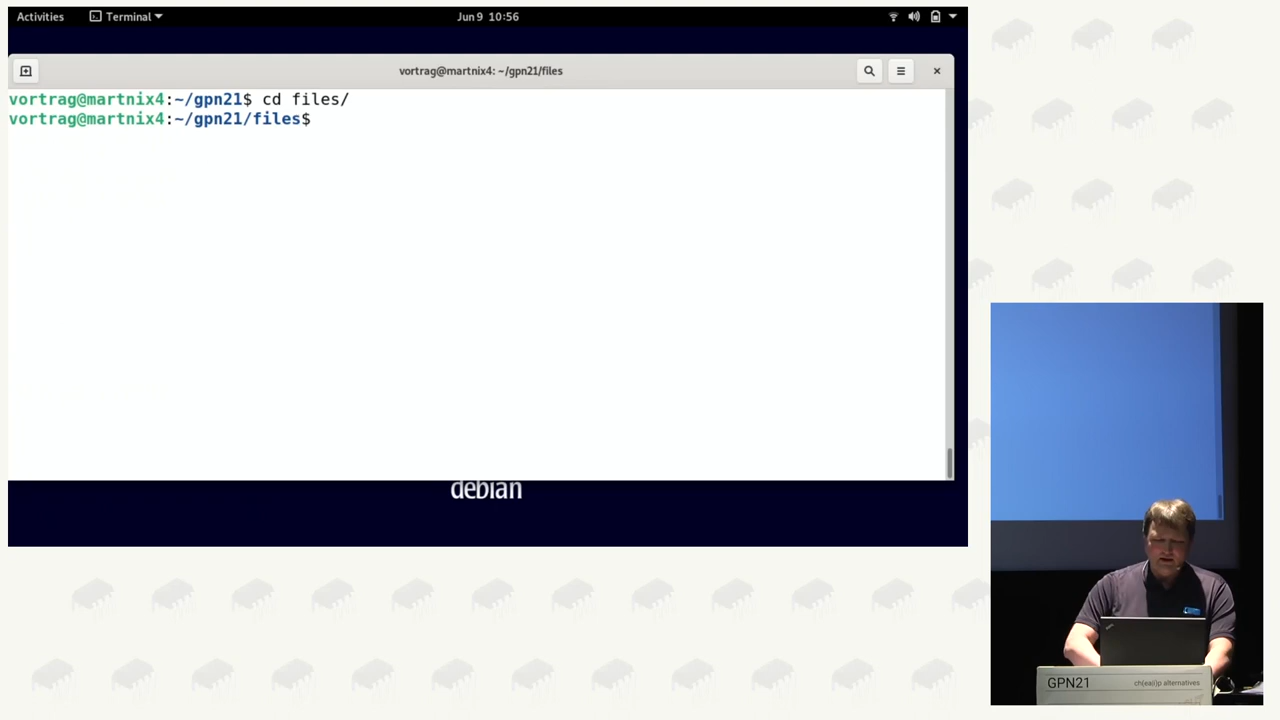 Activities
Terminal
Jun 9 10:56
vortrag@martnix4: ~/gpn21/files
vortrag@martnix4:~/gpn21$ cd files/
vortrag@martnix4:~/gpn21/files$
debian
GPN21
ch(ea(i)p alternatives